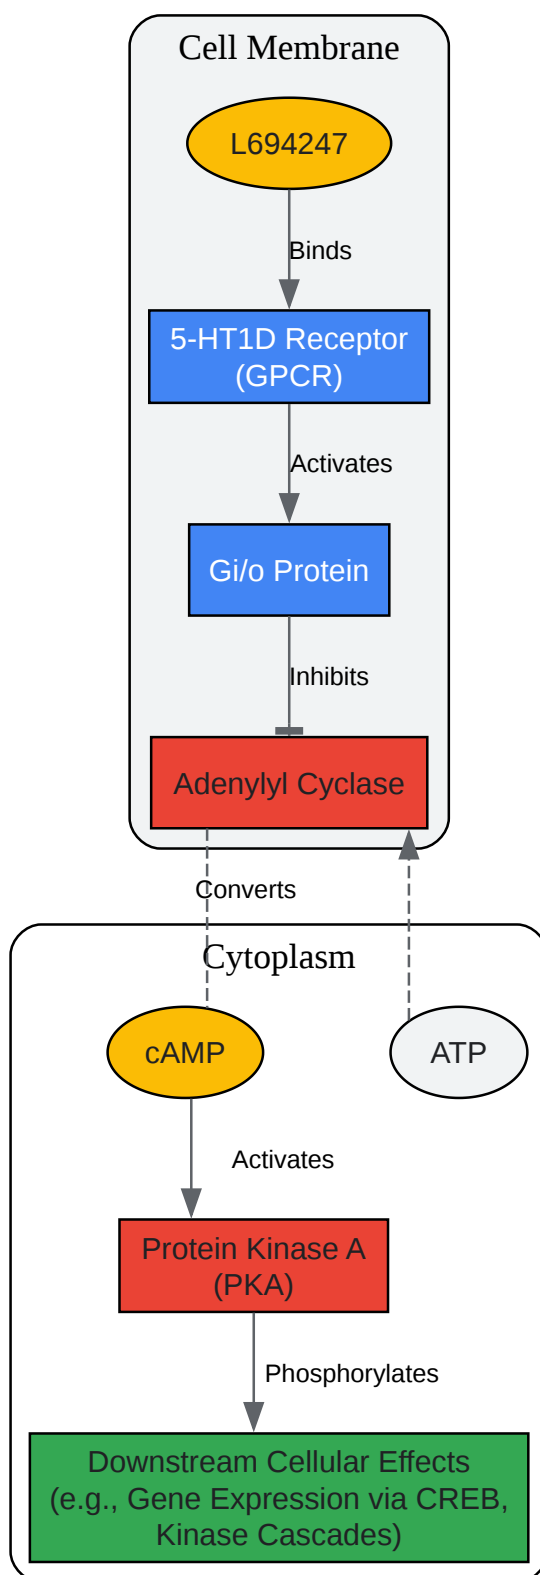 Cell Membrane
L694247
Binds
5-HT1D Receptor
(GPCR)
Activates
Gi/o Protein
Inhibits
Adenylyl Cyclase
Converts
Cytoplasm
cAMP
ATP
Activates
Protein Kinase A
(PKA)
Phosphorylates
Downstream Cellular Effects
(e.g., Gene Expression via CREB,
Kinase Cascades)